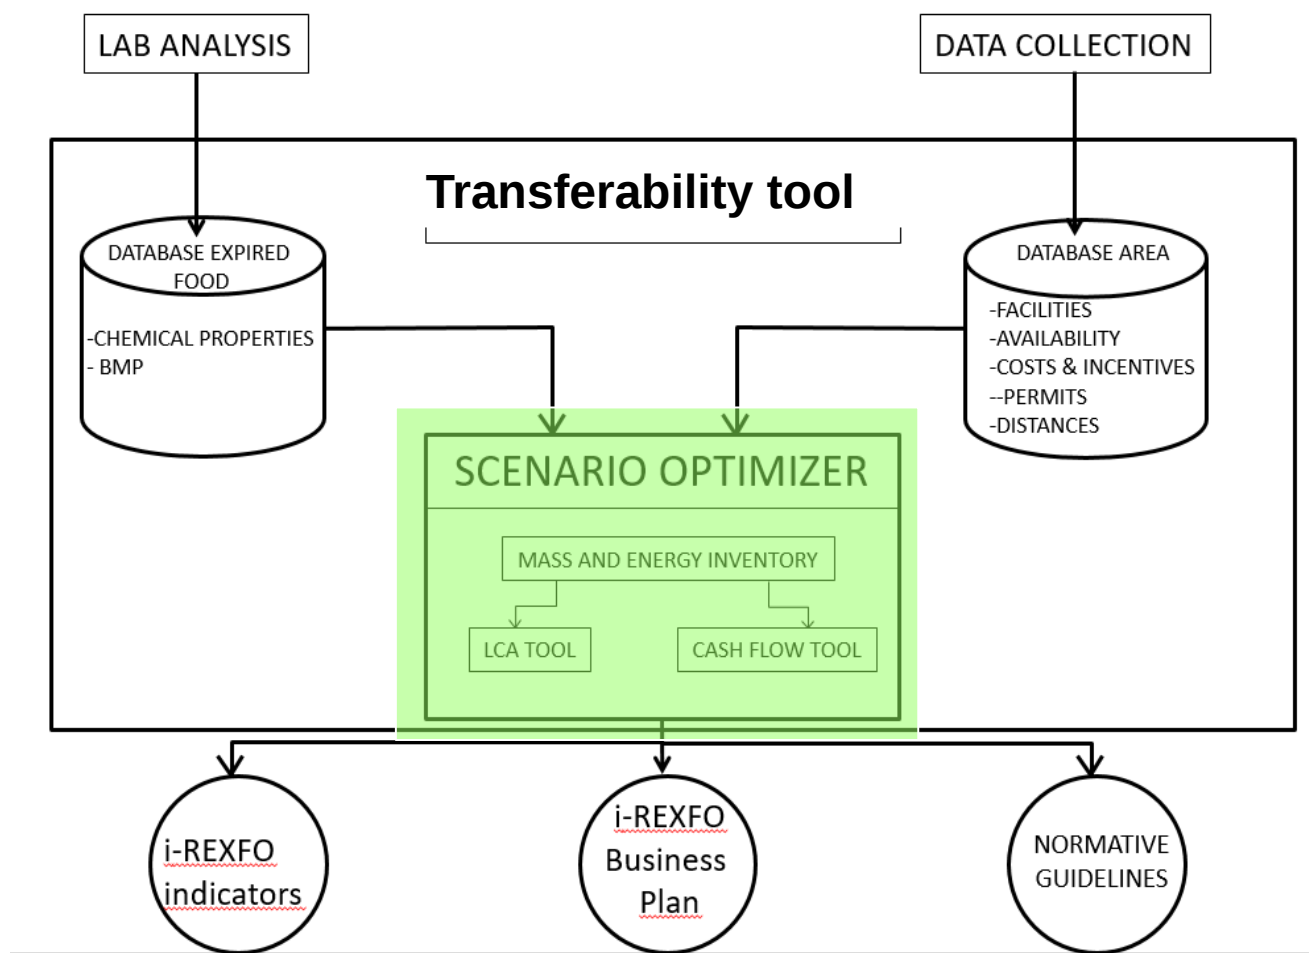 LAB ANALYSIS
DATA COLLECTION
Transferability tool
DATABASE EXPIRED
FOOD
-CHEMICAL PROPERTIES
- BMP
DATABASE AREA
-FACILITIES
-AVAILABILITY
-COSTS & INCENTIVES
--PERMITS
-DISTANCES
SCENARIO OPTIMIZER
MASS AND ENERGY INVENTORY
LCA TOOL
CASH FLOW TOOL
i-REXFO
indicators
i-REXFO
Business
Plan
NORMATIVE
GUIDELINES